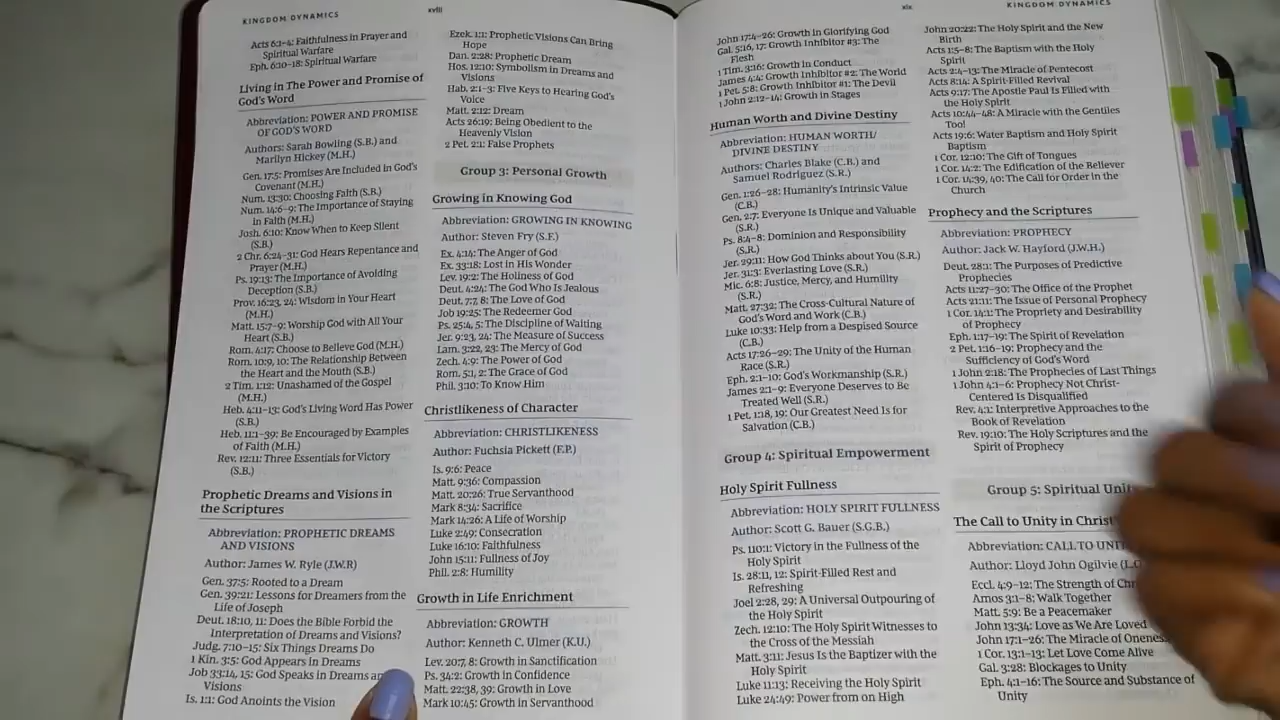 KINGDOM DYNAMICS
xviii
Acts 6:1–4: Faithfulness in Prayer and
Spiritual Warfare
Eph. 6:10–18: Spiritual Warfare
Living in The Power and Promise of
God's Word
Abbreviation: POWER AND PROMISE
OF GOD'S WORD
Authors: Sarah Bowling (S.B.) and
Marilyn Hickey (M.H.)
Gen. 17:5: Promises Are Included in God's
Covenant (M.H.)
Num. 13:30: Choosing Faith (S.B.)
Num. 14:6–9: The Importance of Staying
in Faith (M.H.)
Josh. 6:10: Know When to Keep Silent
(S.B.)
2 Chr. 6:24–31: God Hears Repentance and
Prayer (M.H.)
Ps. 19:13: The Importance of Avoiding
Deception (S.B.)
Prov. 16:23, 24: Wisdom in Your Heart
(M.H.)
Matt. 15:7–9: Worship God with All Your
Heart (S.B.)
Rom. 4:17: Choose to Believe God (M.H.)
Rom. 10:9, 10: The Relationship Between
the Heart and the Mouth (S.B.)
2 Tim. 1:12: Unashamed of the Gospel
(M.H.)
Heb. 4:11–13: God's Living Word Has Power
(S.B.)
Heb. 11:1–39: Be Encouraged by Examples
of Faith (M.H.)
Rev. 12:11: Three Essentials for Victory
(S.B.)
Prophetic Dreams and Visions in
the Scriptures
Abbreviation: PROPHETIC DREAMS
AND VISIONS
Author: James W. Ryle (J.W.R)
Gen. 37:5: Rooted to a Dream
Gen. 39:21: Lessons for Dreamers from the
Life of Joseph
Deut. 18:10, 11: Does the Bible Forbid the
Interpretation of Dreams and Visions?
Judg. 7:10–15: Six Things Dreams Do
1 Kin. 3:5: God Appears in Dreams
Job 33:14, 15: God Speaks in Dreams
Visions
Is. 1:1: God Anoints the Vision
Ezek. 1:1: Prophetic Visions Can Bring
Hope
Dan. 2:28: Prophetic Dream
Hos. 12:10: Symbolism in Dreams and
Visions
Hab. 2:1–3: Five Keys to Hearing God's
Voice
Matt. 2:12: Dream
Acts 26:19: Being Obedient to the
Heavenly Vision
2 Pet. 2:1: False Prophets
Group 3: Personal Growth
Growing in Knowing God
Abbreviation: GROWING IN KNOWING
Author: Steven Fry (S.F.)
Ex. 4:14: The Anger of God
Ex. 33:18: Lost in His Wonder
Lev. 19:2: The Holiness of God
Deut. 4:24: The God Who Is Jealous
Deut. 7:7, 8: The Love of God
Job 19:25: The Redeemer God
Ps. 25:4, 5: The Discipline of Waiting
Jer. 9:23, 24: The Measure of Success
Lam. 3:22, 23: The Mercy of God
Zech. 4:9: The Power of God
Rom. 5:1, 2: The Grace of God
Phil. 3:10: To Know Him
Christlikeness of Character
Abbreviation: CHRISTLIKENESS
Author: Fuchsia Pickett (F.P.)
Is. 9:6: Peace
Matt. 9:36: Compassion
Matt. 20:26: True Servanthood
Mark 8:34: Sacrifice
Mark 14:26: A Life of Worship
Luke 2:49: Consecration
Luke 16:10: Faithfulness
John 15:11: Fullness of Joy
Phil. 2:8: Humility
Growth in Life Enrichment
Abbreviation: GROWTH
Author: Kenneth C. Ulmer (K.U.)
Lev. 20:7, 8: Growth in Sanctification
Ps. 34:2: Growth in Confidence
Matt. 22:38, 39: Growth in Love
Mark 10:45: Growth in Servanthood
xix
KINGDOM DYNAMICS
John 17:4–26: Growth in Glorifying God
Gal. 5:16, 17: Growth Inhibitor #3: The
Flesh
1 Tim. 3:16: Growth in Conduct
James 4:4: Growth Inhibitor #2: The World
1 Pet. 5:8: Growth Inhibitor #1: The Devil
1 John 2:12–14: Growth in Stages
Human Worth and Divine Destiny
Abbreviation: HUMAN WORTH/
DIVINE DESTINY
Authors: Charles Blake (C.B.) and
Samuel Rodriguez (S.R.)
Gen. 1:26–28: Humanity's Intrinsic Value
(C.B.)
Gen. 2:7: Everyone Is Unique and Valuable
(S.R.)
Ps. 8:4–8: Dominion and Responsibility
(S.R.)
Jer. 29:11: How God Thinks about You (S.R.)
Jer. 31:3: Everlasting Love (S.R.)
Mic. 6:8: Justice, Mercy, and Humility
(S.R.)
Matt. 27:32: The Cross-Cultural Nature of
God's Word and Work (C.B.)
Luke 10:33: Help from a Despised Source
(C.B.)
Acts 17:26–29: The Unity of the Human
Race (S.R.)
Eph. 2:1–10: God's Workmanship (S.R.)
James 2:1–9: Everyone Deserves to Be
Treated Well (S.R.)
1 Pet. 1:18, 19: Our Greatest Need Is for
Salvation (C.B.)
Group 4: Spiritual Empowerment
Holy Spirit Fullness
Abbreviation: HOLY SPIRIT FULLNESS
Author: Scott G. Bauer (S.G.B.)
Ps. 110:1: Victory in the Fullness of the
Holy Spirit
Is. 28:11, 12: Spirit-Filled Rest and
Refreshing
Joel 2:28, 29: A Universal Outpouring of
the Holy Spirit
Zech. 12:10: The Holy Spirit Witnesses to
the Cross of the Messiah
Matt. 3:11: Jesus Is the Baptizer with the
Holy Spirit
Luke 11:13: Receiving the Holy Spirit
Luke 24:49: Power from on High
John 20:22: The Holy Spirit and the New
Birth
Acts 1:5–8: The Baptism with the Holy
Spirit
Acts 2:4–13: The Miracle of Pentecost
Acts 8:14: A Spirit-Filled Revival
Acts 9:17: The Apostle Paul Is Filled with
the Holy Spirit
Acts 10:44–48: A Miracle with the Gentiles
Too!
Acts 19:6: Water Baptism and Holy Spirit
Baptism
1 Cor. 12:10: The Gift of Tongues
1 Cor. 14:2: The Edification of the Believer
1 Cor. 14:39, 40: The Call for Order in the
Church
Prophecy and the Scriptures
Abbreviation: PROPHECY
Author: Jack W. Hayford (J.W.H.)
Deut. 28:1: The Purposes of Predictive
Prophecies
Acts 11:27–30: The Office of the Prophet
Acts 21:11: The Issue of Personal Prophecy
1 Cor. 14:1: The Propriety and Desirability
of Prophecy
Eph. 1:17–19: The Spirit of Revelation
2 Pet. 1:16–19: Prophecy and the
Sufficiency of God's Word
1 John 2:18: The Prophecies of Last Things
1 John 4:1–6: Prophecy Not Christ-
Centered Is Disqualified
Rev. 4:1: Interpretive Approaches to the
Book of Revelation
Rev. 19:10: The Holy Scriptures and the
Spirit of Prophecy
Group 5: Spiritual
The Call to Unity in Christ
Abbreviation: CALL TO
Author: Lloyd John Ogilvie
Eccl. 4:9–12: The Strength of
Amos 3:1–8: Walk Together
Matt. 5:9: Be a Peacemaker
John 13:34: Love as We Are Loved
John 17:1–26: The Miracle of
1 Cor. 13:1–13: Let Love Come Alive
Gal. 3:28: Blockages to Unity
Eph. 4:1–16: The Source and Substance of
Unity